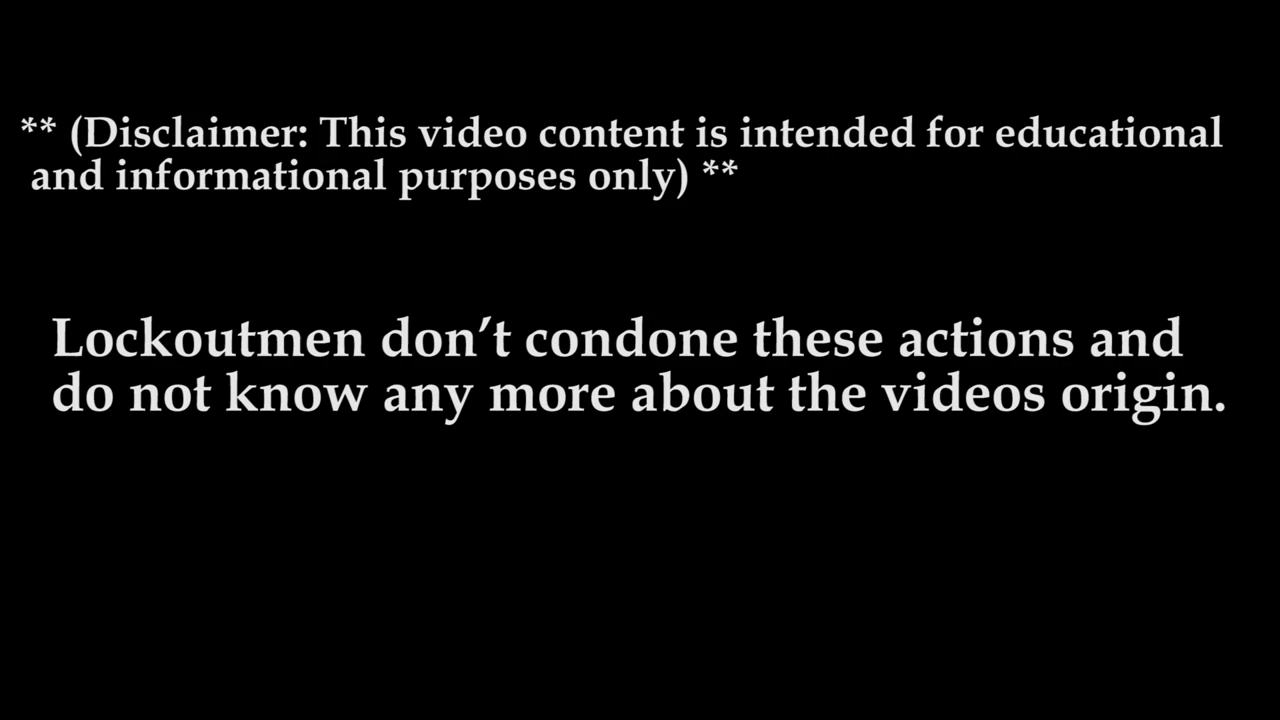 ** (Disclaimer: This video content is intended for educational
and informational purposes only) **
Lockoutmen don’t condone these actions and
do not know any more about the videos origin.